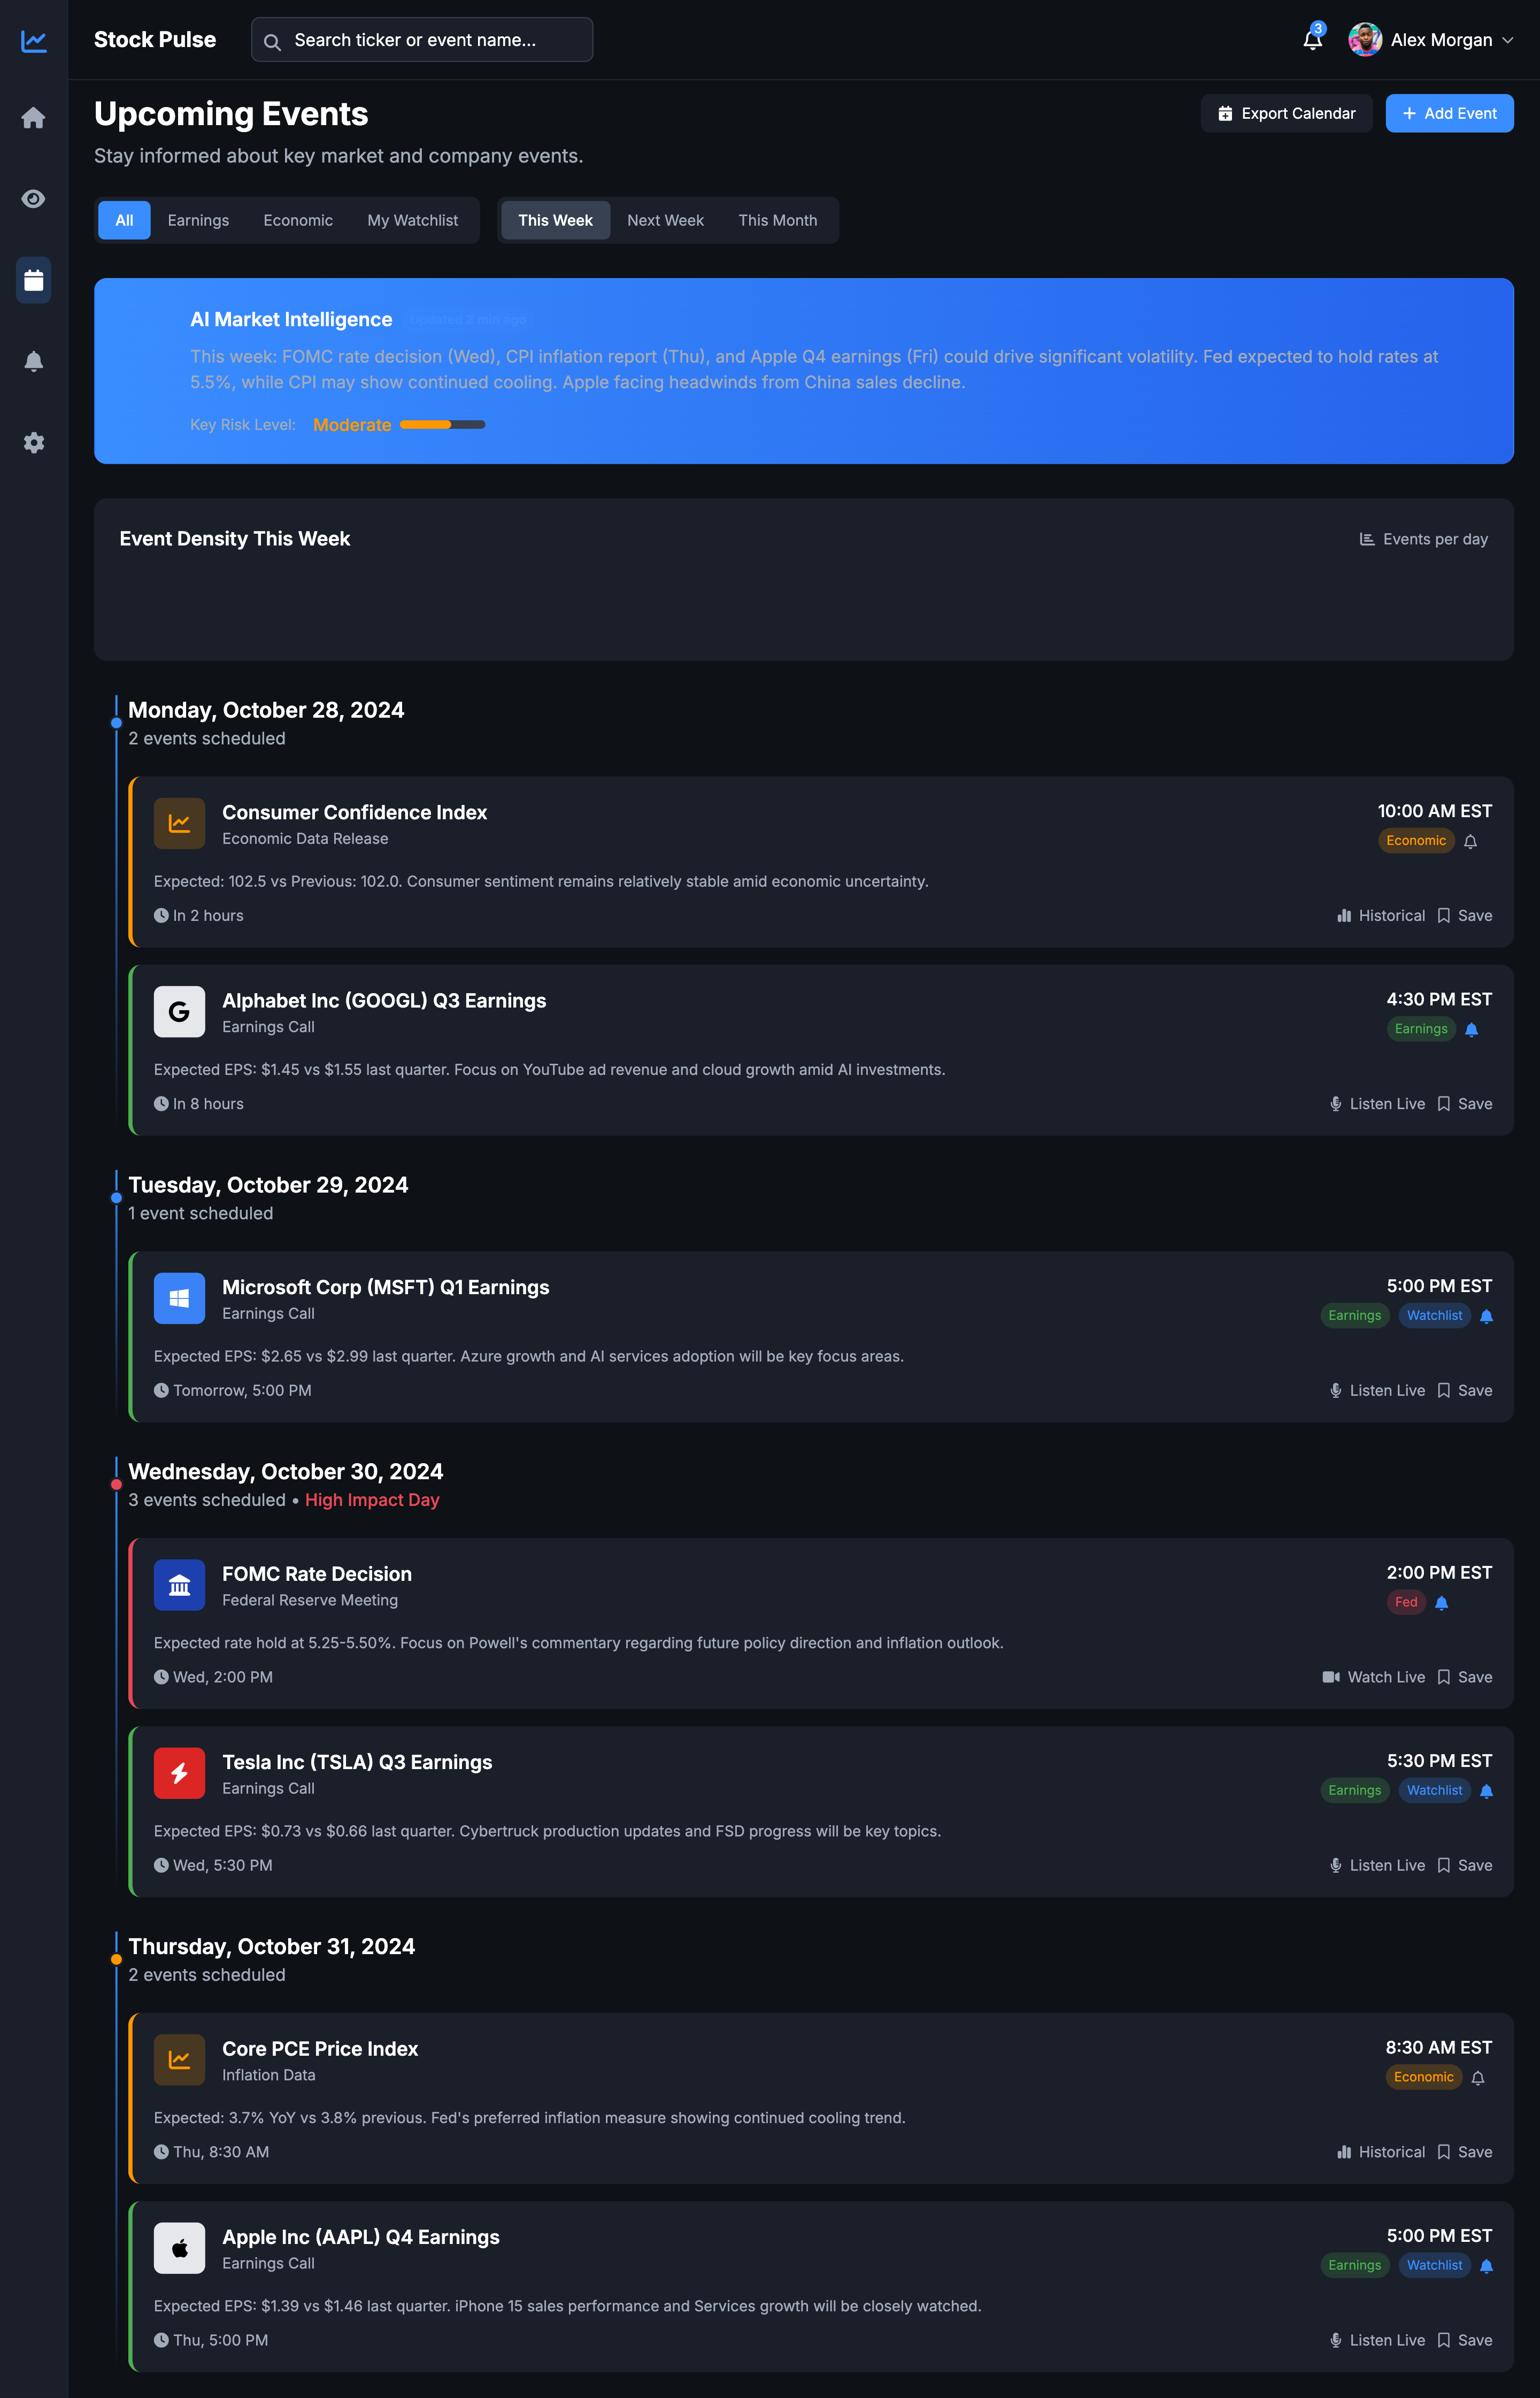 Stock Pulse
Search ticker or event name...
3
Alex Morgan
Upcoming Events
Export Calendar
Add Event
Stay informed about key market and company events.
All
Earnings
Economic
My Watchlist
This Week
Next Week
This Month
AI Market Intelligence
Updated 2 min ago
This week: FOMC rate decision (Wed), CPI inflation report (Thu), and Apple Q4 earnings (Fri) could drive significant volatility. Fed expected to hold rates at
5.5%, while CPI may show continued cooling. Apple facing headwinds from China sales decline.
Key Risk Level: Moderate
Event Density This Week
Events per day
Monday, October 28, 2024
2 events scheduled
Consumer Confidence Index
10:00 AM EST
Economic Data Release
Economic
Expected: 102.5 vs Previous: 102.0. Consumer sentiment remains relatively stable amid economic uncertainty.
In 2 hours
Historical
Save
G
Alphabet Inc (GOOGL) Q3 Earnings
4:30 PM EST
Earnings Call
Earnings
Expected EPS: $1.45 vs $1.55 last quarter. Focus on YouTube ad revenue and cloud growth amid AI investments.
In 8 hours
Listen Live
Save
Tuesday, October 29, 2024
1 event scheduled
Microsoft Corp (MSFT) Q1 Earnings
5:00 PM EST
Earnings Call
Earnings
Watchlist
Expected EPS: $2.65 vs $2.99 last quarter. Azure growth and AI services adoption will be key focus areas.
Tomorrow, 5:00 PM
Listen Live
Save
Wednesday, October 30, 2024
3 events scheduled • High Impact Day
FOMC Rate Decision
2:00 PM EST
Federal Reserve Meeting
Fed
Expected rate hold at 5.25-5.50%. Focus on Powell's commentary regarding future policy direction and inflation outlook.
Wed, 2:00 PM
Watch Live
Save
Tesla Inc (TSLA) Q3 Earnings
5:30 PM EST
Earnings Call
Earnings
Watchlist
Expected EPS: $0.73 vs $0.66 last quarter. Cybertruck production updates and FSD progress will be key topics.
Wed, 5:30 PM
Listen Live
Save
Thursday, October 31, 2024
2 events scheduled
Core PCE Price Index
8:30 AM EST
Inflation Data
Economic
Expected: 3.7% YoY vs 3.8% previous. Fed's preferred inflation measure showing continued cooling trend.
Thu, 8:30 AM
Historical
Save
Apple Inc (AAPL) Q4 Earnings
5:00 PM EST
Earnings Call
Earnings
Watchlist
Expected EPS: $1.39 vs $1.46 last quarter. iPhone 15 sales performance and Services growth will be closely watched.
Thu, 5:00 PM
Listen Live
Save